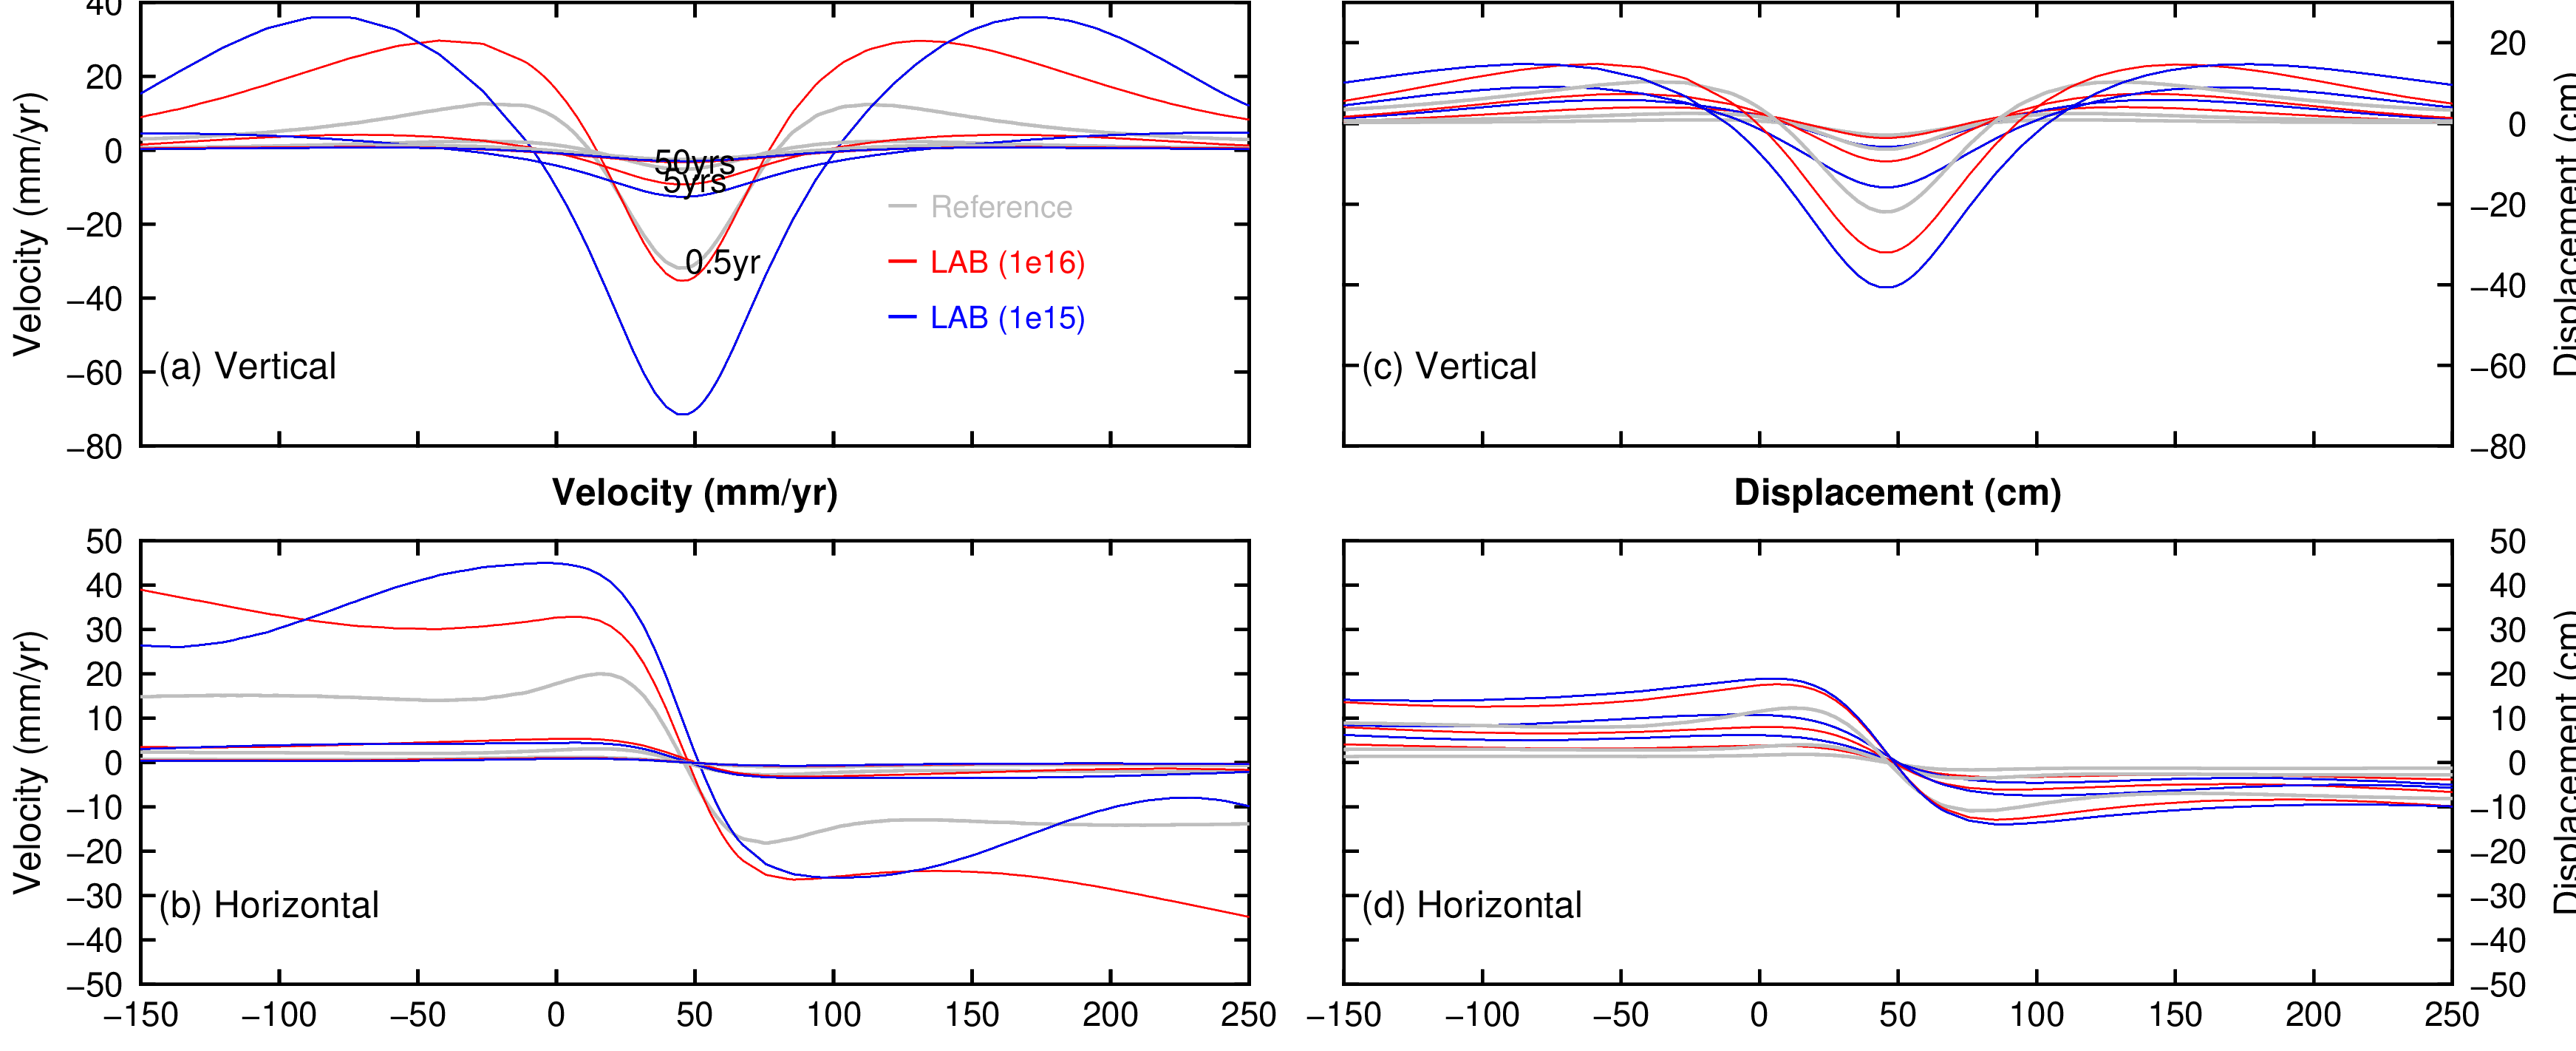 40
20
0
−20
−40
−60
−80
Velocity (mm/yr)
50yrs
5yrs
0.5yr
Reference
LAB (1e16)
LAB (1e15)
(a) Vertical
20
0
−20
−40
−60
−80
Displacement (cm)
(c) Vertical
Velocity (mm/yr)
Displacement (cm)
50
40
30
20
10
0
−10
−20
−30
−40
−50
Velocity (mm/yr)
(b) Horizontal
−150 −100 −50 0 50 100 150 200 250
50
40
30
20
10
0
−10
−20
−30
−40
−50
Displacement (cm)
(d) Horizontal
−150 −100 −50 0 50 100 150 200 250